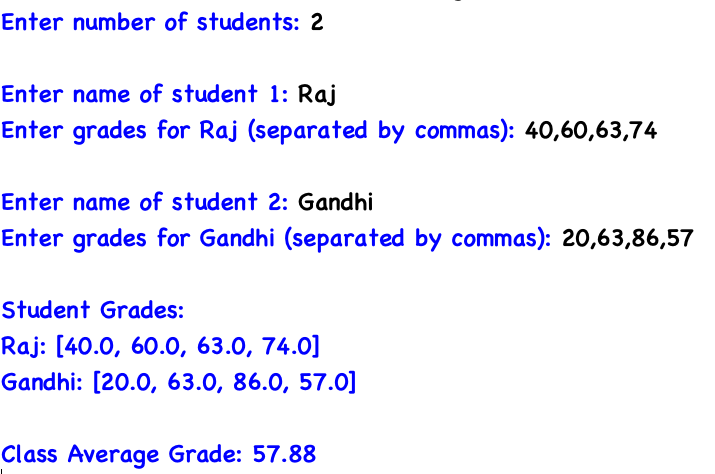 Enter number of students: 2
Enter name of student 1: Raj
Enter grades for Raj (separated by commas): 40,60,63,74
Enter name of student 2: Gandhi
Enter grades for Gandhi (separated by commas): 20,63,86,57
Student Grades:
Raj: [40.0, 60.0, 63.0, 74.0]
Gandhi: [20.0, 63.0, 86.0, 57.0]
Class Average Grade: 57.88